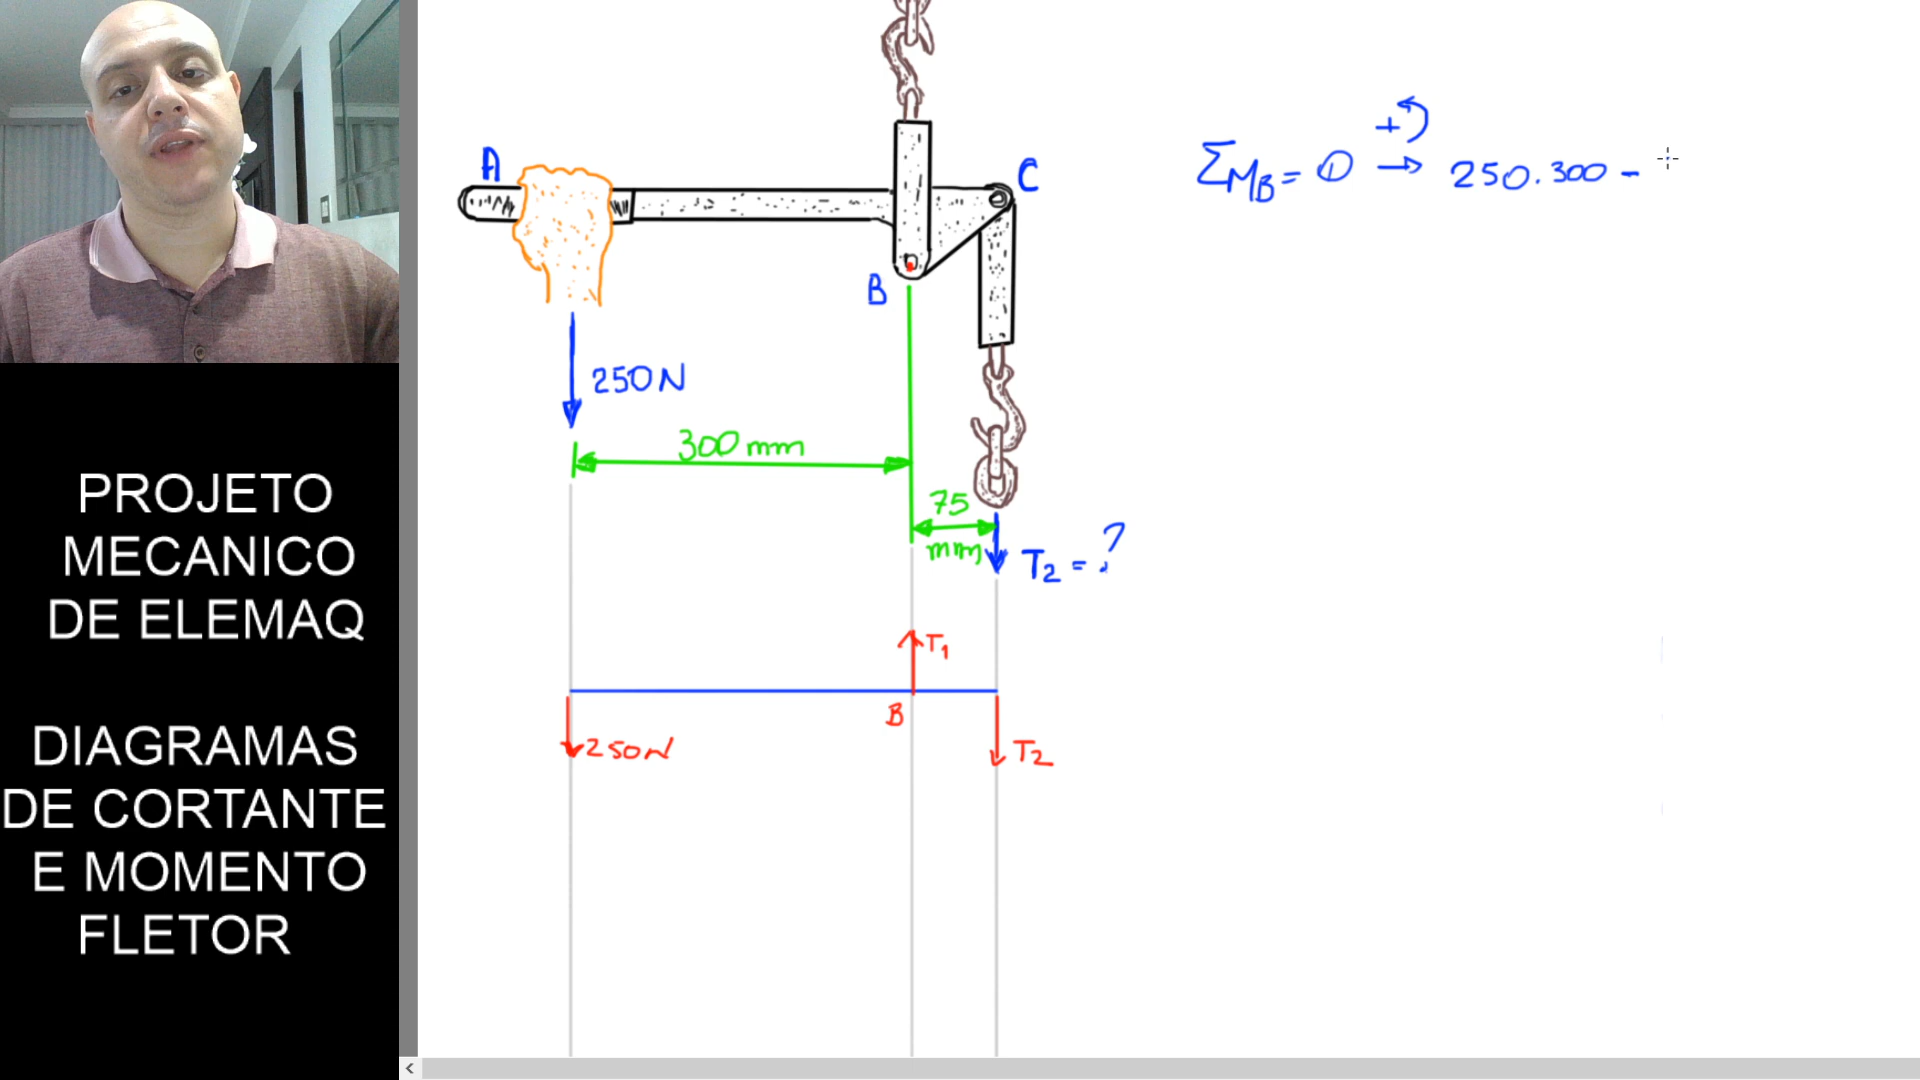 PROJETO
MECANICO
DE ELEMAQ
DIAGRAMAS
DE CORTANTE
E MOMENTO
FLETOR
A
C
B
250N
300 mm
75
mm
T2 = ?
T1
B
250N
T2
+
ΣMB = 0 → 250.300 -